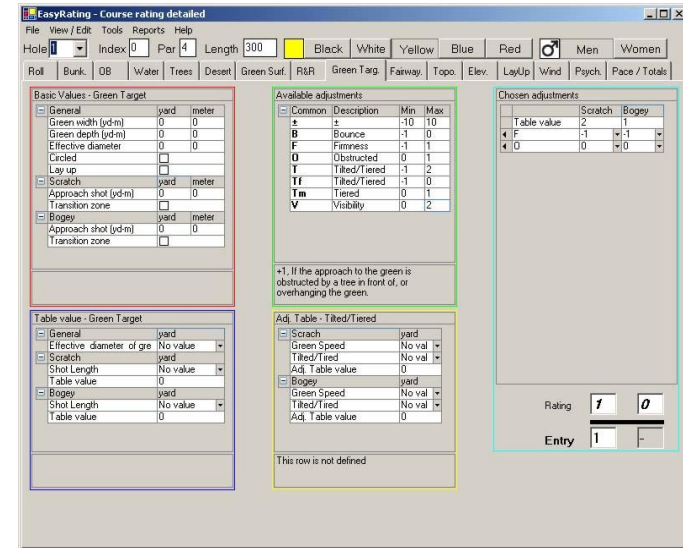 EasyRating - Course rating detailed
File View / Edit Tools Reports Help
Hole 1 Index 0 Par 4 Length 300 Black White Yellow Blue Red Men Women
Roll Bunk. OB Water Trees Desert Green Surf. R&R Green Targ. Fairway. Topo. Elev. LayUp Wind Psych. Pace / Totals
Basic Values - Green Target
General yard meter
Green width (yd-m) 0 0
Green depth (yd-m) 0 0
Effective diameter 0 0
Circled
Lay up
Scratch yard meter
Approach shot (yd-m) 0 0
Transition zone
Bogey yard meter
Approach shot (yd-m) 0 0
Transition zone
Available adjustments
Common Description Min Max
± ± -10 10
B Bounce -1 0
F Firmness -1 1
O Obstructed 0 1
T Tilted/Tiered -1 2
Tf Tilted/Tiered -1 0
Tm Tiered 0 1
V Visibility 0 2
+1, If the approach to the green is
obstructed by a tree in front of, or
overhanging the green.
Chosen adjustments
Scratch Bogey
Table value 2 1
F -1 -1
O 0 0
Table value - Green Target
General yard
Effective diameter of gre No value
Scratch yard
Shot Length No value
Table value 0
Bogey yard
Shot Length No value
Table value 0
Adj. Table - Tilted/Tiered
Scrach yard
Green Speed No val
Tilted/Tired No val
Adj. Table value 0
Bogey yard
Green Speed No val
Tilted/Tired No val
Adj. Table value 0
This row is not defined
Rating 1 0
Entry 1 -